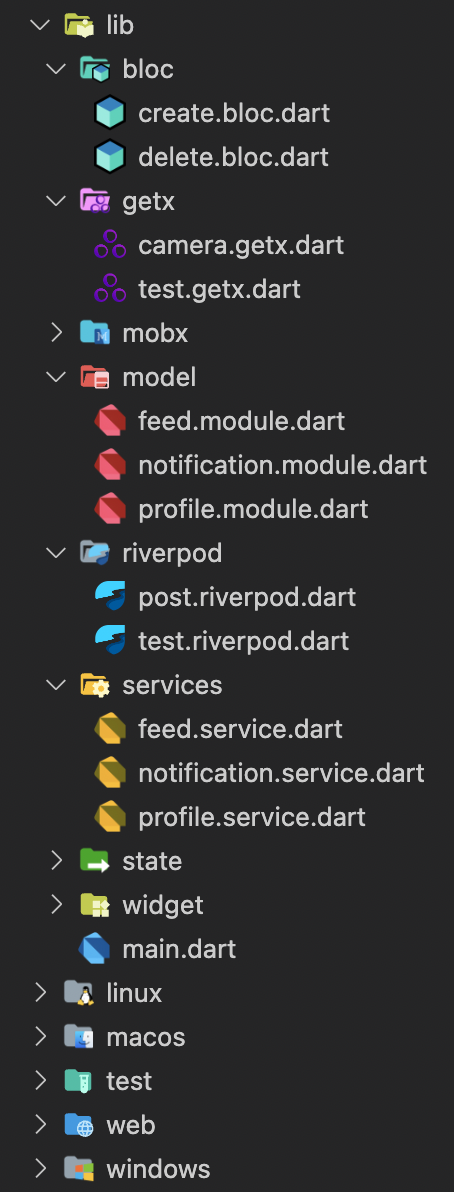 lib
bloc
create.bloc.dart
delete.bloc.dart
getx
camera.getx.dart
test.getx.dart
mobx
model
feed.module.dart
notification.module.dart
profile.module.dart
riverpod
post.riverpod.dart
test.riverpod.dart
services
feed.service.dart
notification.service.dart
profile.service.dart
state
widget
main.dart
linux
macos
test
web
windows